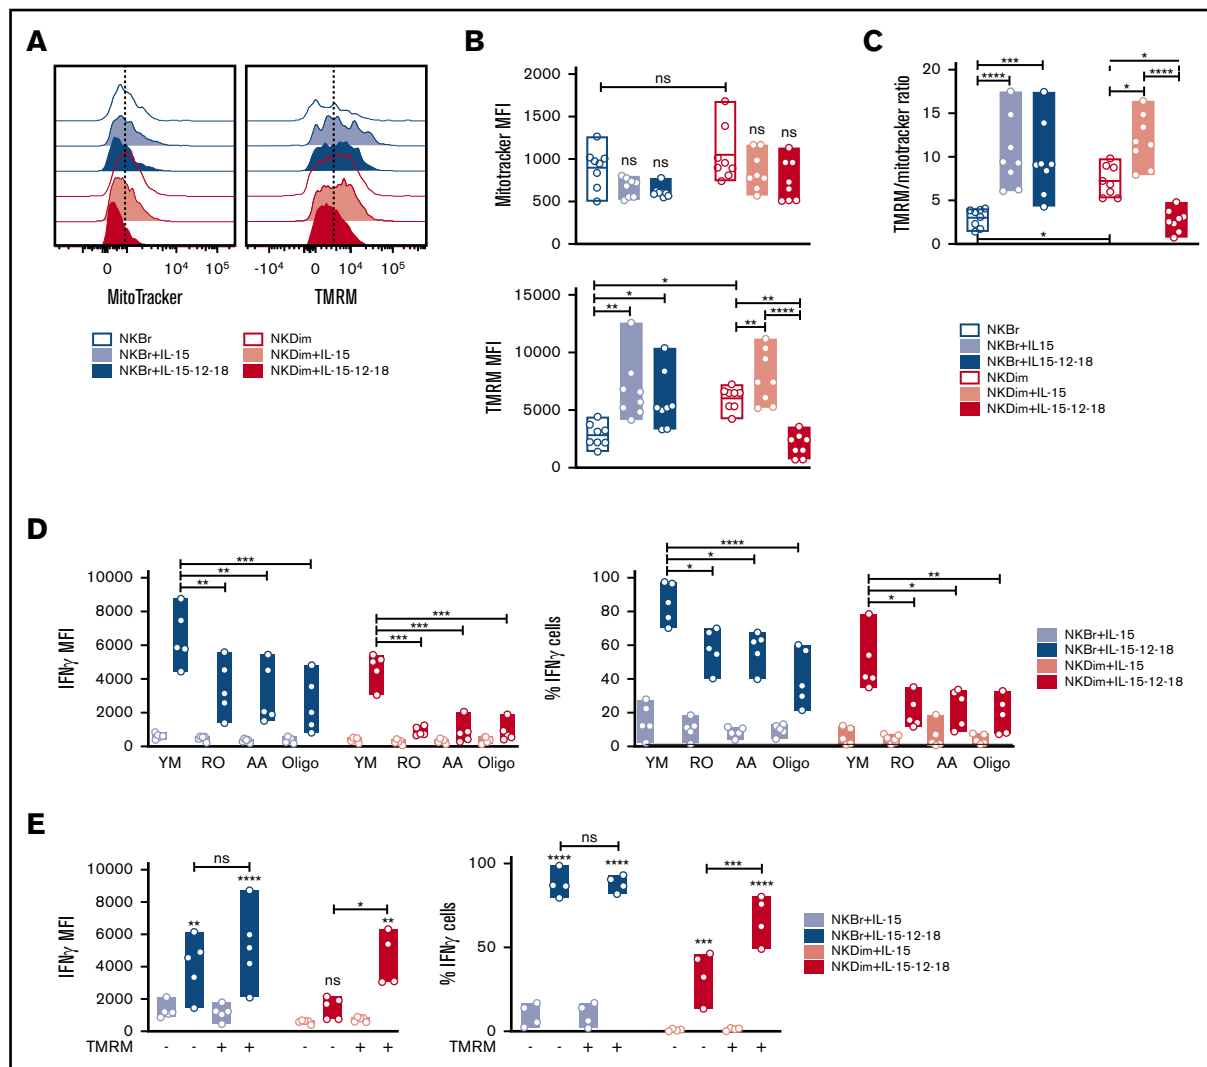 A
0
10⁴
10⁵
MitoTracker
-10⁴
0
10⁴
10⁵
TMRM
NKBr
NKBr+IL-15
NKBr+IL-15-12-18
NKDim
NKDim+IL-15
NKDim+IL-15-12-18
B
Mitotracker MFI
2000
1500
1000
500
0
ns
ns
ns
ns
ns
TMRM MFI
15000
10000
5000
0
*
*
**
**
****
**
C
TMRM/mitotracker ratio
20
15
10
5
0
***
****
*
****
*
*
NKBr
NKBr+IL15
NKBr+IL15-12-18
NKDim
NKDim+IL-15
NKDim+IL-15-12-18
D
IFNγ MFI
10000
8000
6000
4000
2000
0
***
**
**
***
***
***
YM RO AA Oligo YM RO AA Oligo
% IFNγ cells
100
80
60
40
20
0
****
*
*
**
*
*
YM RO AA Oligo YM RO AA Oligo
NKBr+IL-15
NKBr+IL-15-12-18
NKDim+IL-15
NKDim+IL-15-12-18
E
IFNγ MFI
10000
8000
6000
4000
2000
0
ns
****
**
*
**
ns
TMRM - - + + - - + +
% IFNγ cells
100
50
0
ns
****
****
***
****
***
TMRM - - + + - - + +
NKBr+IL-15
NKBr+IL-15-12-18
NKDim+IL-15
NKDim+IL-15-12-18